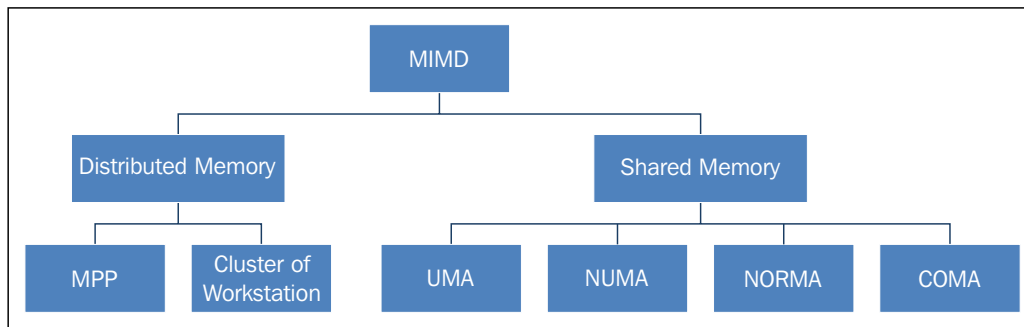 MIMD
Distributed Memory
Shared Memory
MPP
Cluster of
Workstation
UMA
NUMA
NORMA
COMA